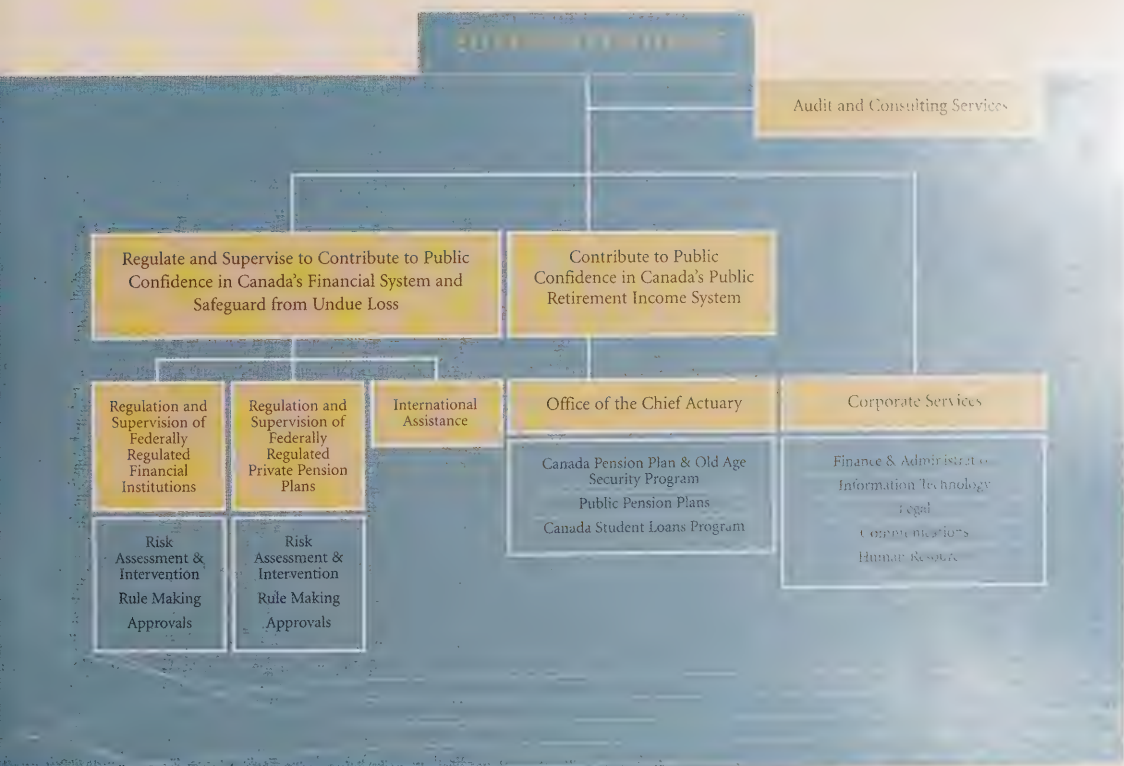 Audit and Consulting Services
Regulate and Supervise to Contribute to Public
Confidence in Canada's Financial System and
Safeguard from Undue Loss
Contribute to Public
Confidence in Canada's Public
Retirement Income System
Regulation and
Supervision of
Federally
Regulated
Financial
Institutions
Risk
Assessment &
Intervention
Rule Making
Approvals
Regulation and
Supervision of
Federally
Regulated
Private Pension
Plans
Risk
Assessment &
Intervention
Rule Making
Approvals
International
Assistance
Office of the Chief Actuary
Canada Pension Plan & Old Age
Security Program
Public Pension Plans
Canada Student Loans Program
Corporate Services
Finance &
Information Technology
Legal
Communications
Human